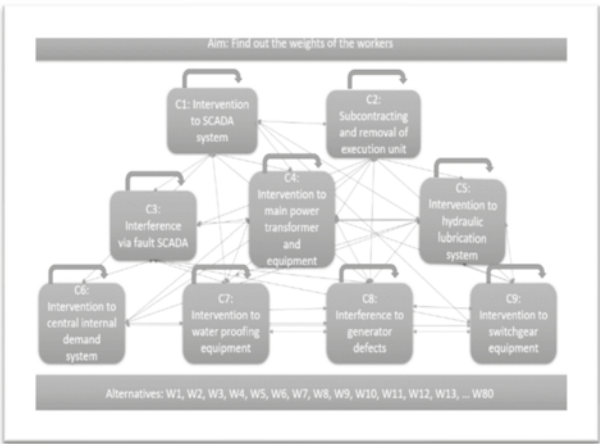 Aim: Find out the weights of the workers
C1: Intervention
to SCADA
system
C2:
Subcontracting
and removal of
execution unit
C3:
Interference
via fault SCADA
C4:
Intervention to
main power
transformer
and
equipment
C5:
Intervention to
hydraulic
lubrication
system
C6:
Intervention to
central internal
demand
system
C7:
Intervention to
water proofing
equipment
C8:
Interference to
generator
defects
C9:
Intervention to
switchgear
equipment
Alternatives: W1, W2, W3, W4, W5, W6, W7, W8, W9, W10, W11, W12, W13, ... W80